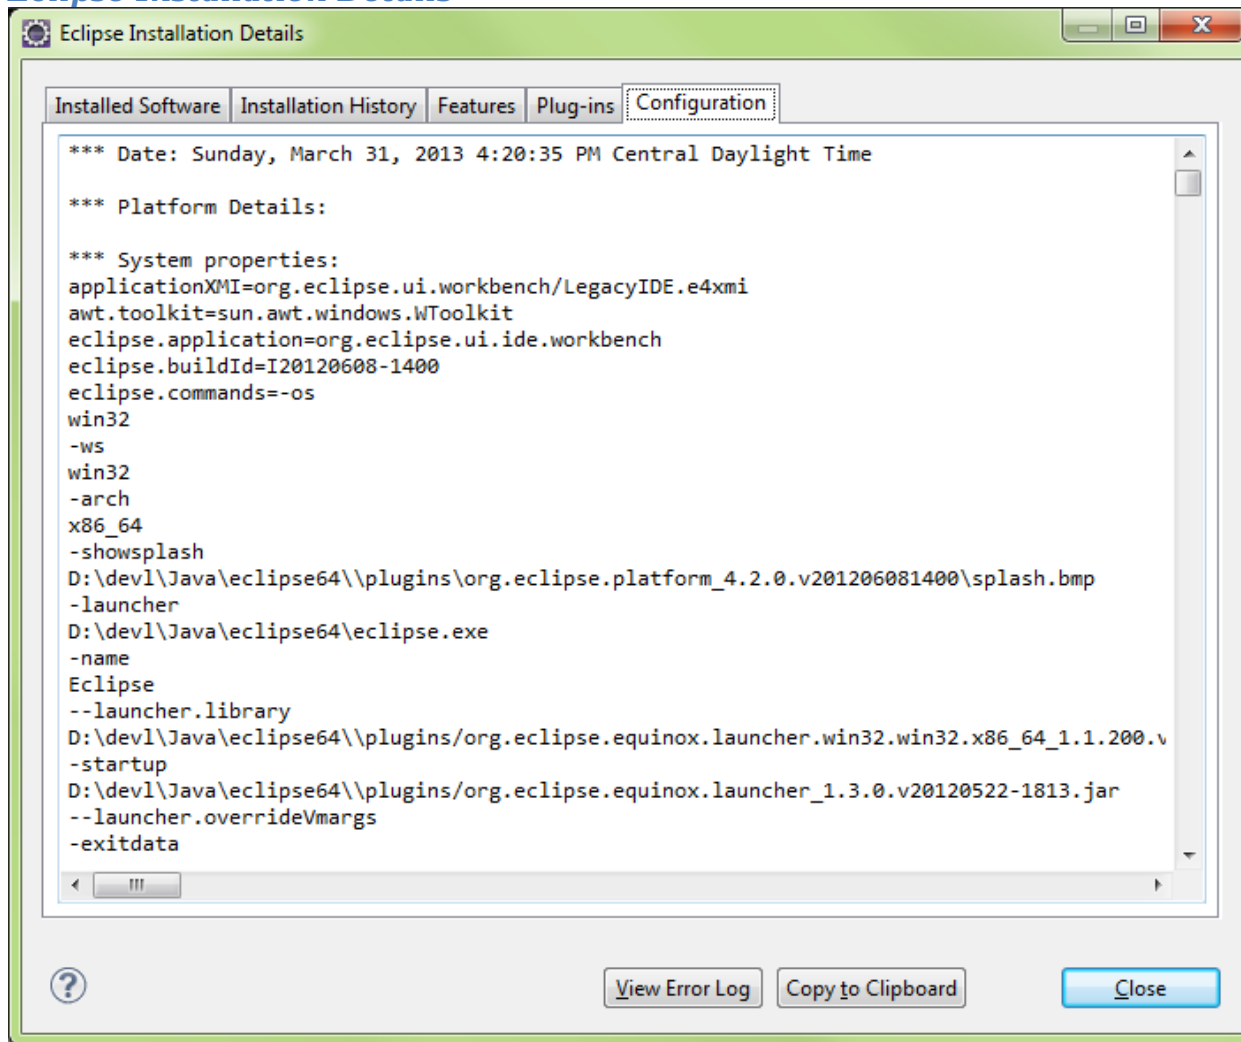 Eclipse Installation Details
Eclipse Installation Details
Installed Software Installation History Features Plug-ins Configuration
*** Date: Sunday, March 31, 2013 4:20:35 PM Central Daylight Time
*** Platform Details:
*** System properties:
applicationXMI=org.eclipse.ui.workbench/LegacyIDE.e4xmi
awt.toolkit=sun.awt.windows.WToolkit
eclipse.application=org.eclipse.ui.ide.workbench
eclipse.buildId=I20120608-1400
eclipse.commands=-os
win32
-ws
win32
-arch
x86_64
-showsplash
D:\devl\Java\eclipse64\\plugins\org.eclipse.platform_4.2.0.v201206081400\splash.bmp
-launcher
D:\devl\Java\eclipse64\eclipse.exe
-name
Eclipse
--launcher.library
D:\devl\Java\eclipse64\\plugins/org.eclipse.equinox.launcher.win32.win32.x86_64_1.1.200.v
-startup
D:\devl\Java\eclipse64\\plugins/org.eclipse.equinox.launcher_1.3.0.v20120522-1813.jar
--launcher.overrideVmargs
-exitdata
View Error Log Copy to Clipboard Close